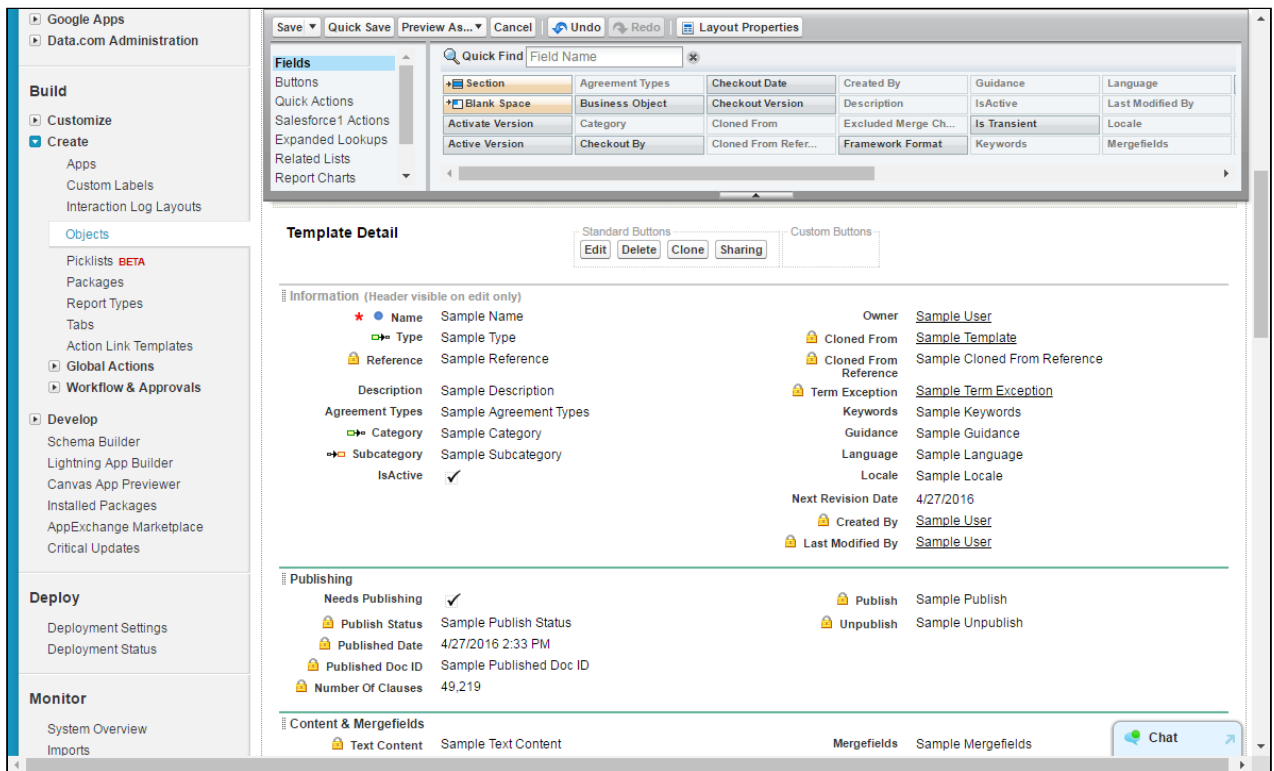 Google Apps
Data.com Administration
Build
Customize
Create
Apps
Custom Labels
Interaction Log Layouts
Objects
Picklists BETA
Packages
Report Types
Tabs
Action Link Templates
Global Actions
Workflow & Approvals
Develop
Schema Builder
Lightning App Builder
Canvas App Previewer
Installed Packages
AppExchange Marketplace
Critical Updates
Deploy
Deployment Settings
Deployment Status
Monitor
System Overview
Imports
Save Quick Save Preview As... Cancel Undo Redo Layout Properties
Fields
Buttons
Quick Actions
Salesforce1 Actions
Expanded Lookups
Related Lists
Report Charts
Quick Find Field Name
Section Agreement Types Checkout Date Created By Guidance Language
Blank Space Business Object Checkout Version Description IsActive Last Modified By
Activate Version Category Cloned From Excluded Merge Ch... Is Transient Locale
Active Version Checkout By Cloned From Refer... Framework Format Keywords Mergefields
Template Detail
Standard Buttons Custom Buttons
Edit Delete Clone Sharing
Information (Header visible on edit only)
* Name Sample Name Owner Sample User
Type Sample Type Cloned From Sample Template
Reference Sample Reference Cloned From Reference Sample Cloned From Reference
Description Sample Description Term Exception Sample Term Exception
Agreement Types Sample Agreement Types Keywords Sample Keywords
Category Sample Category Guidance Sample Guidance
Subcategory Sample Subcategory Language Sample Language
IsActive ✓ Locale Sample Locale
Next Revision Date 4/27/2016
Created By Sample User
Last Modified By Sample User
Publishing
Needs Publishing ✓ Publish Sample Publish
Publish Status Sample Publish Status Unpublish Sample Unpublish
Published Date 4/27/2016 2:33 PM
Published Doc ID Sample Published Doc ID
Number Of Clauses 49,219
Content & Mergefields
Text Content Sample Text Content Mergefields Sample Mergefields
Chat